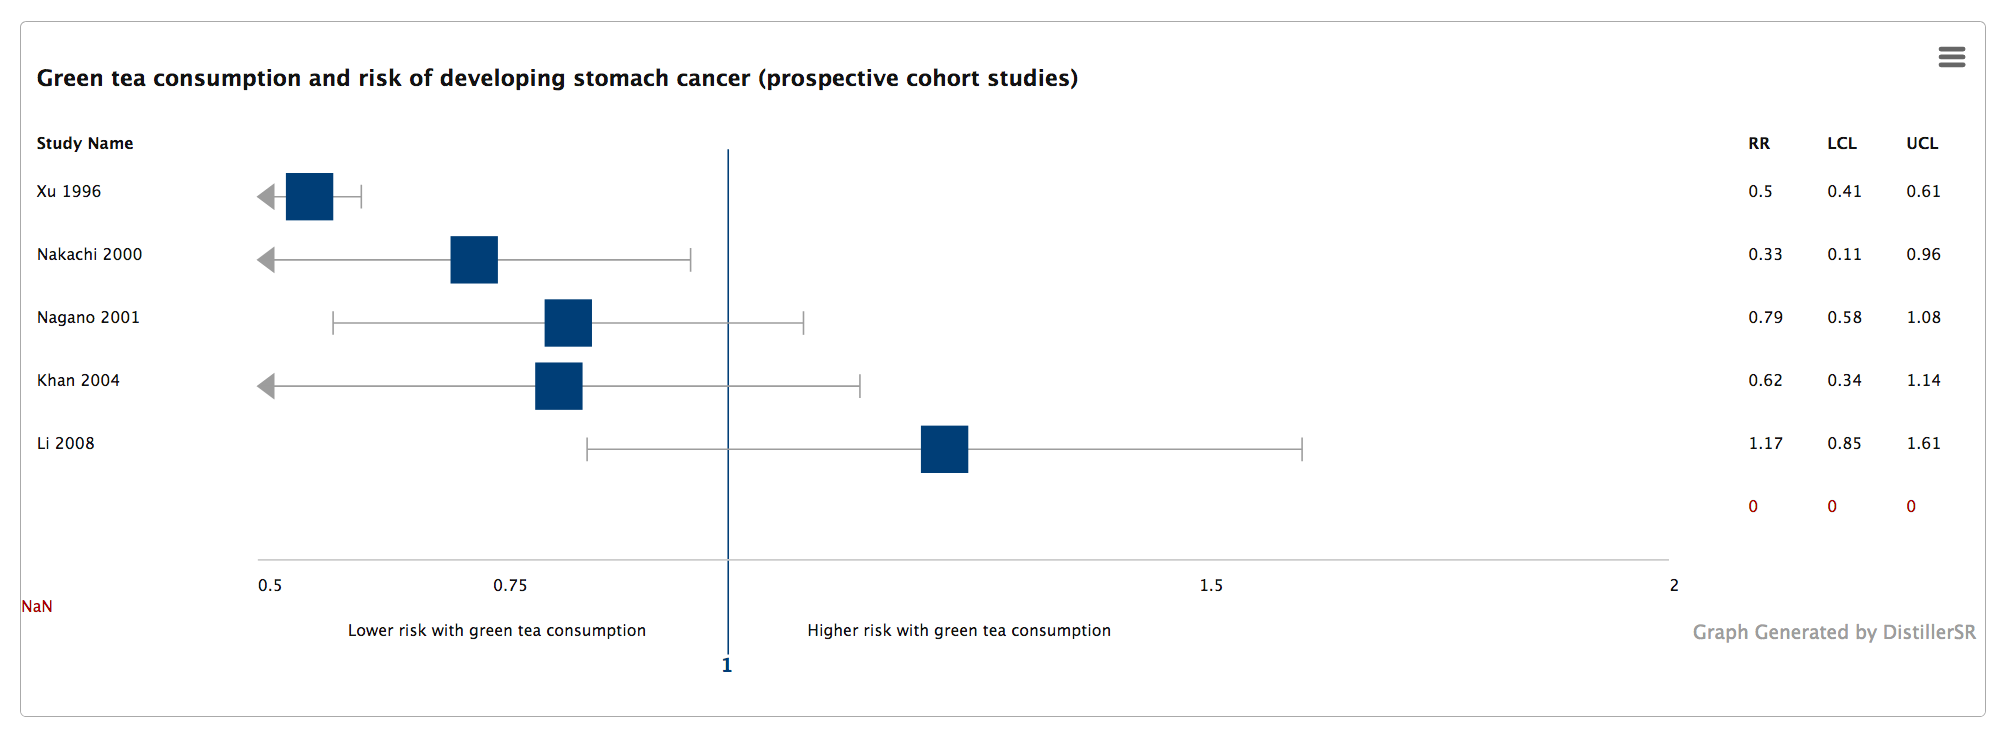 Green tea consumption and risk of developing stomach cancer (prospective cohort studies)
Study Name RR LCL UCL
Xu 1996 0.5 0.41 0.61
Nakachi 2000 0.33 0.11 0.96
Nagano 2001 0.79 0.58 1.08
Khan 2004 0.62 0.34 1.14
Li 2008 1.17 0.85 1.61
0 0 0
0.5 0.75 1.5 2
NaN
Lower risk with green tea consumption Higher risk with green tea consumption
Graph Generated by DistillerSR
1